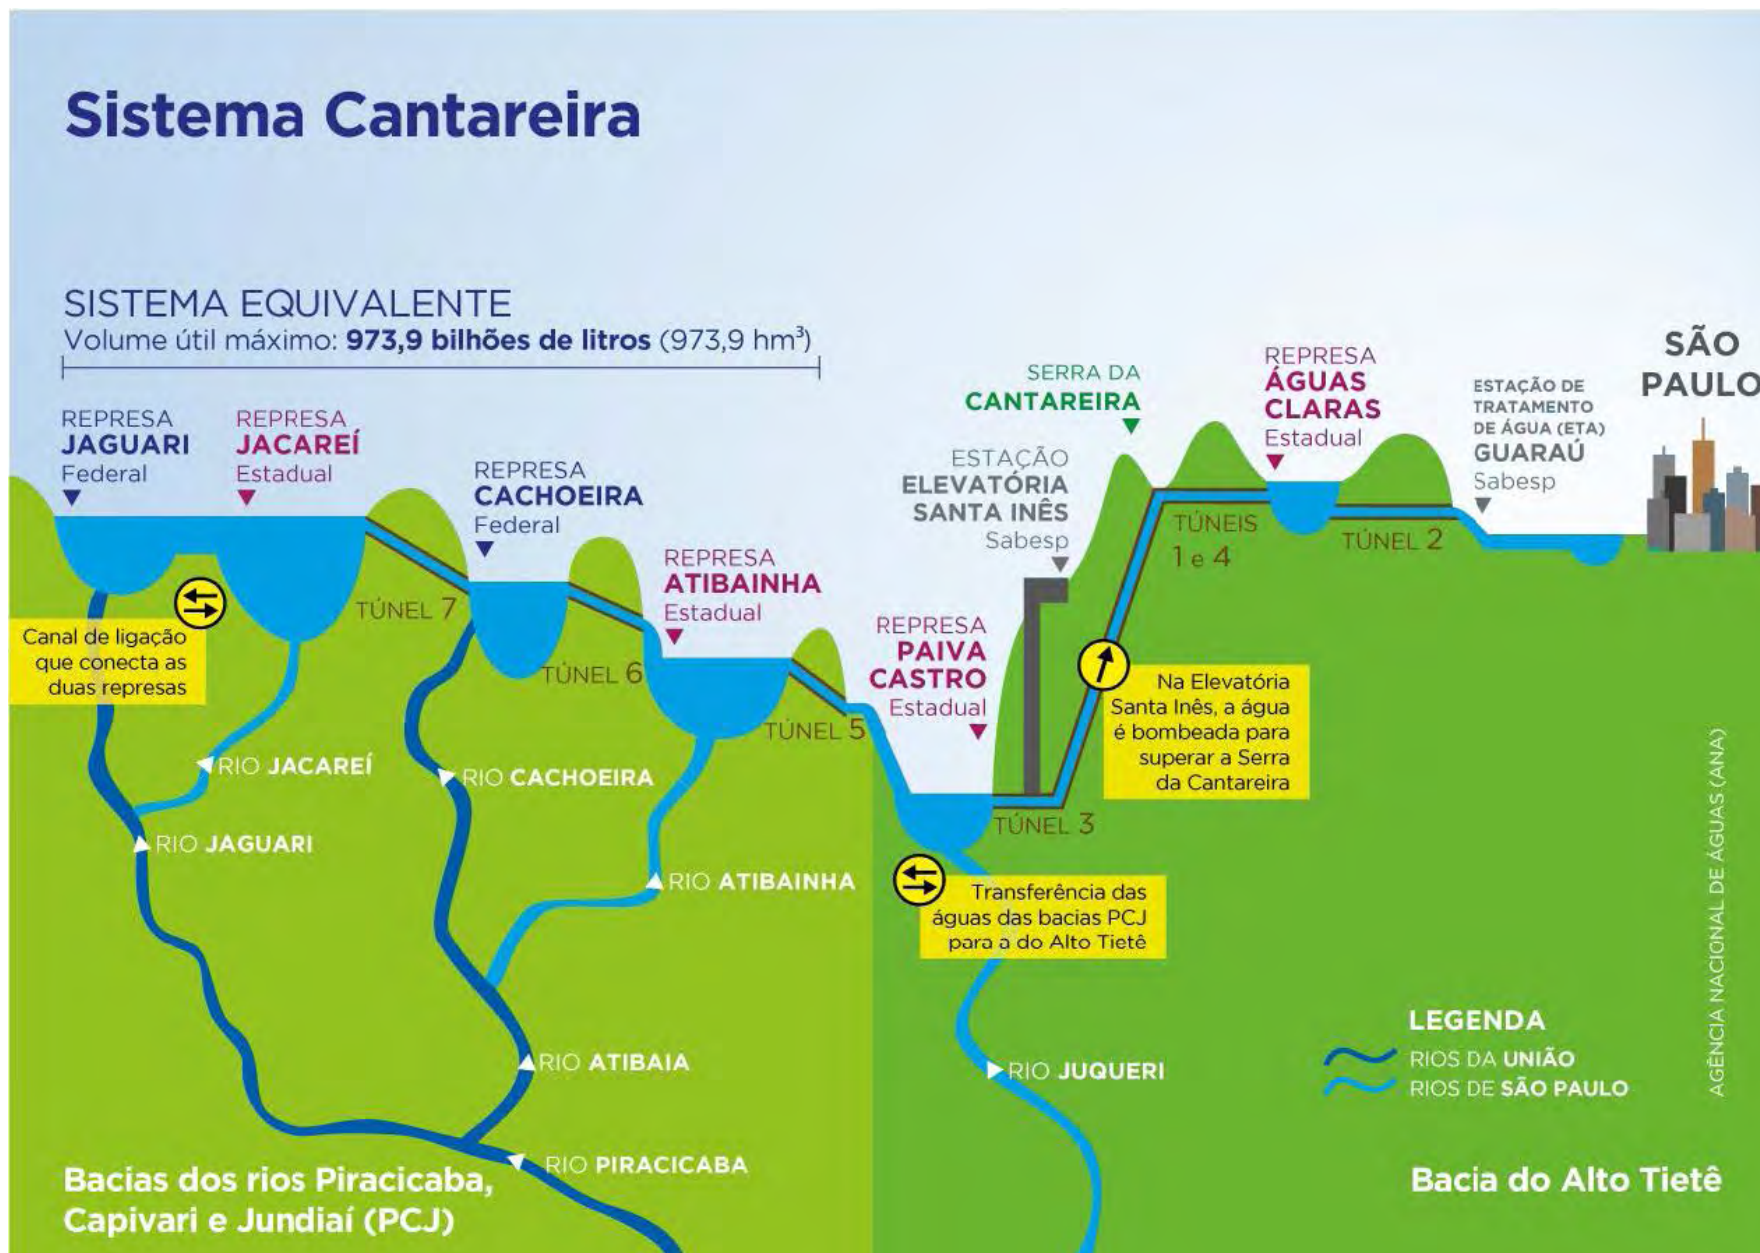 Sistema Cantareira
SISTEMA EQUIVALENTE
Volume útil máximo: 973,9 bilhões de litros (973,9 hm³)
REPRESA
JAGUARI
Federal
REPRESA
JACAREÍ
Estadual
REPRESA
CACHOEIRA
Federal
REPRESA
ATIBAINHA
Estadual
REPRESA
PAIVA
CASTRO
Estadual
ESTAÇÃO
ELEVATÓRIA
SANTA INÊS
Sabesp
SERRA DA
CANTAREIRA
REPRESA
ÁGUAS
CLARAS
Estadual
ESTAÇÃO DE
TRATAMENTO
DE ÁGUA (ETA)
GUARAÚ
Sabesp
SÃO
PAULO
TÚNEL 7
TÚNEL 6
TÚNEL 5
TÚNEL 3
TÚNEIS
1 e 4
TÚNEL 2
Canal de ligação
que conecta as
duas represas
Na Elevatória
Santa Inês, a água
é bombeada para
superar a Serra
da Cantareira
Transferência das
águas das bacias PCJ
para a do Alto Tietê
RIO JACAREÍ
RIO JAGUARI
RIO CACHOEIRA
RIO ATIBAINHA
RIO ATIBAIA
RIO PIRACICABA
RIO JUQUERI
LEGENDA
RIOS DA UNIÃO
RIOS DE SÃO PAULO
Bacias dos rios Piracicaba,
Capivari e Jundiaí (PCJ)
Bacia do Alto Tietê
AGÊNCIA NACIONAL DE ÁGUAS (ANA)